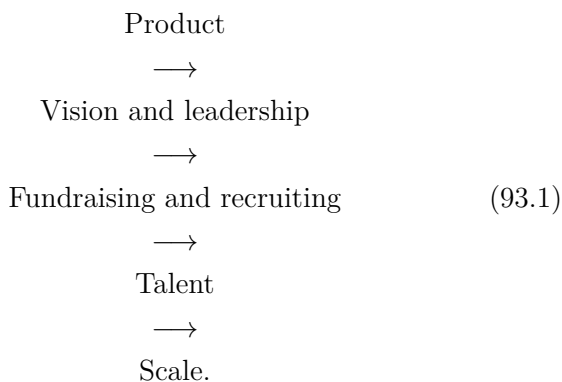 Product
⟶
Vision and leadership
⟶
Fundraising and recruiting (93.1)
⟶
Talent
⟶
Scale.